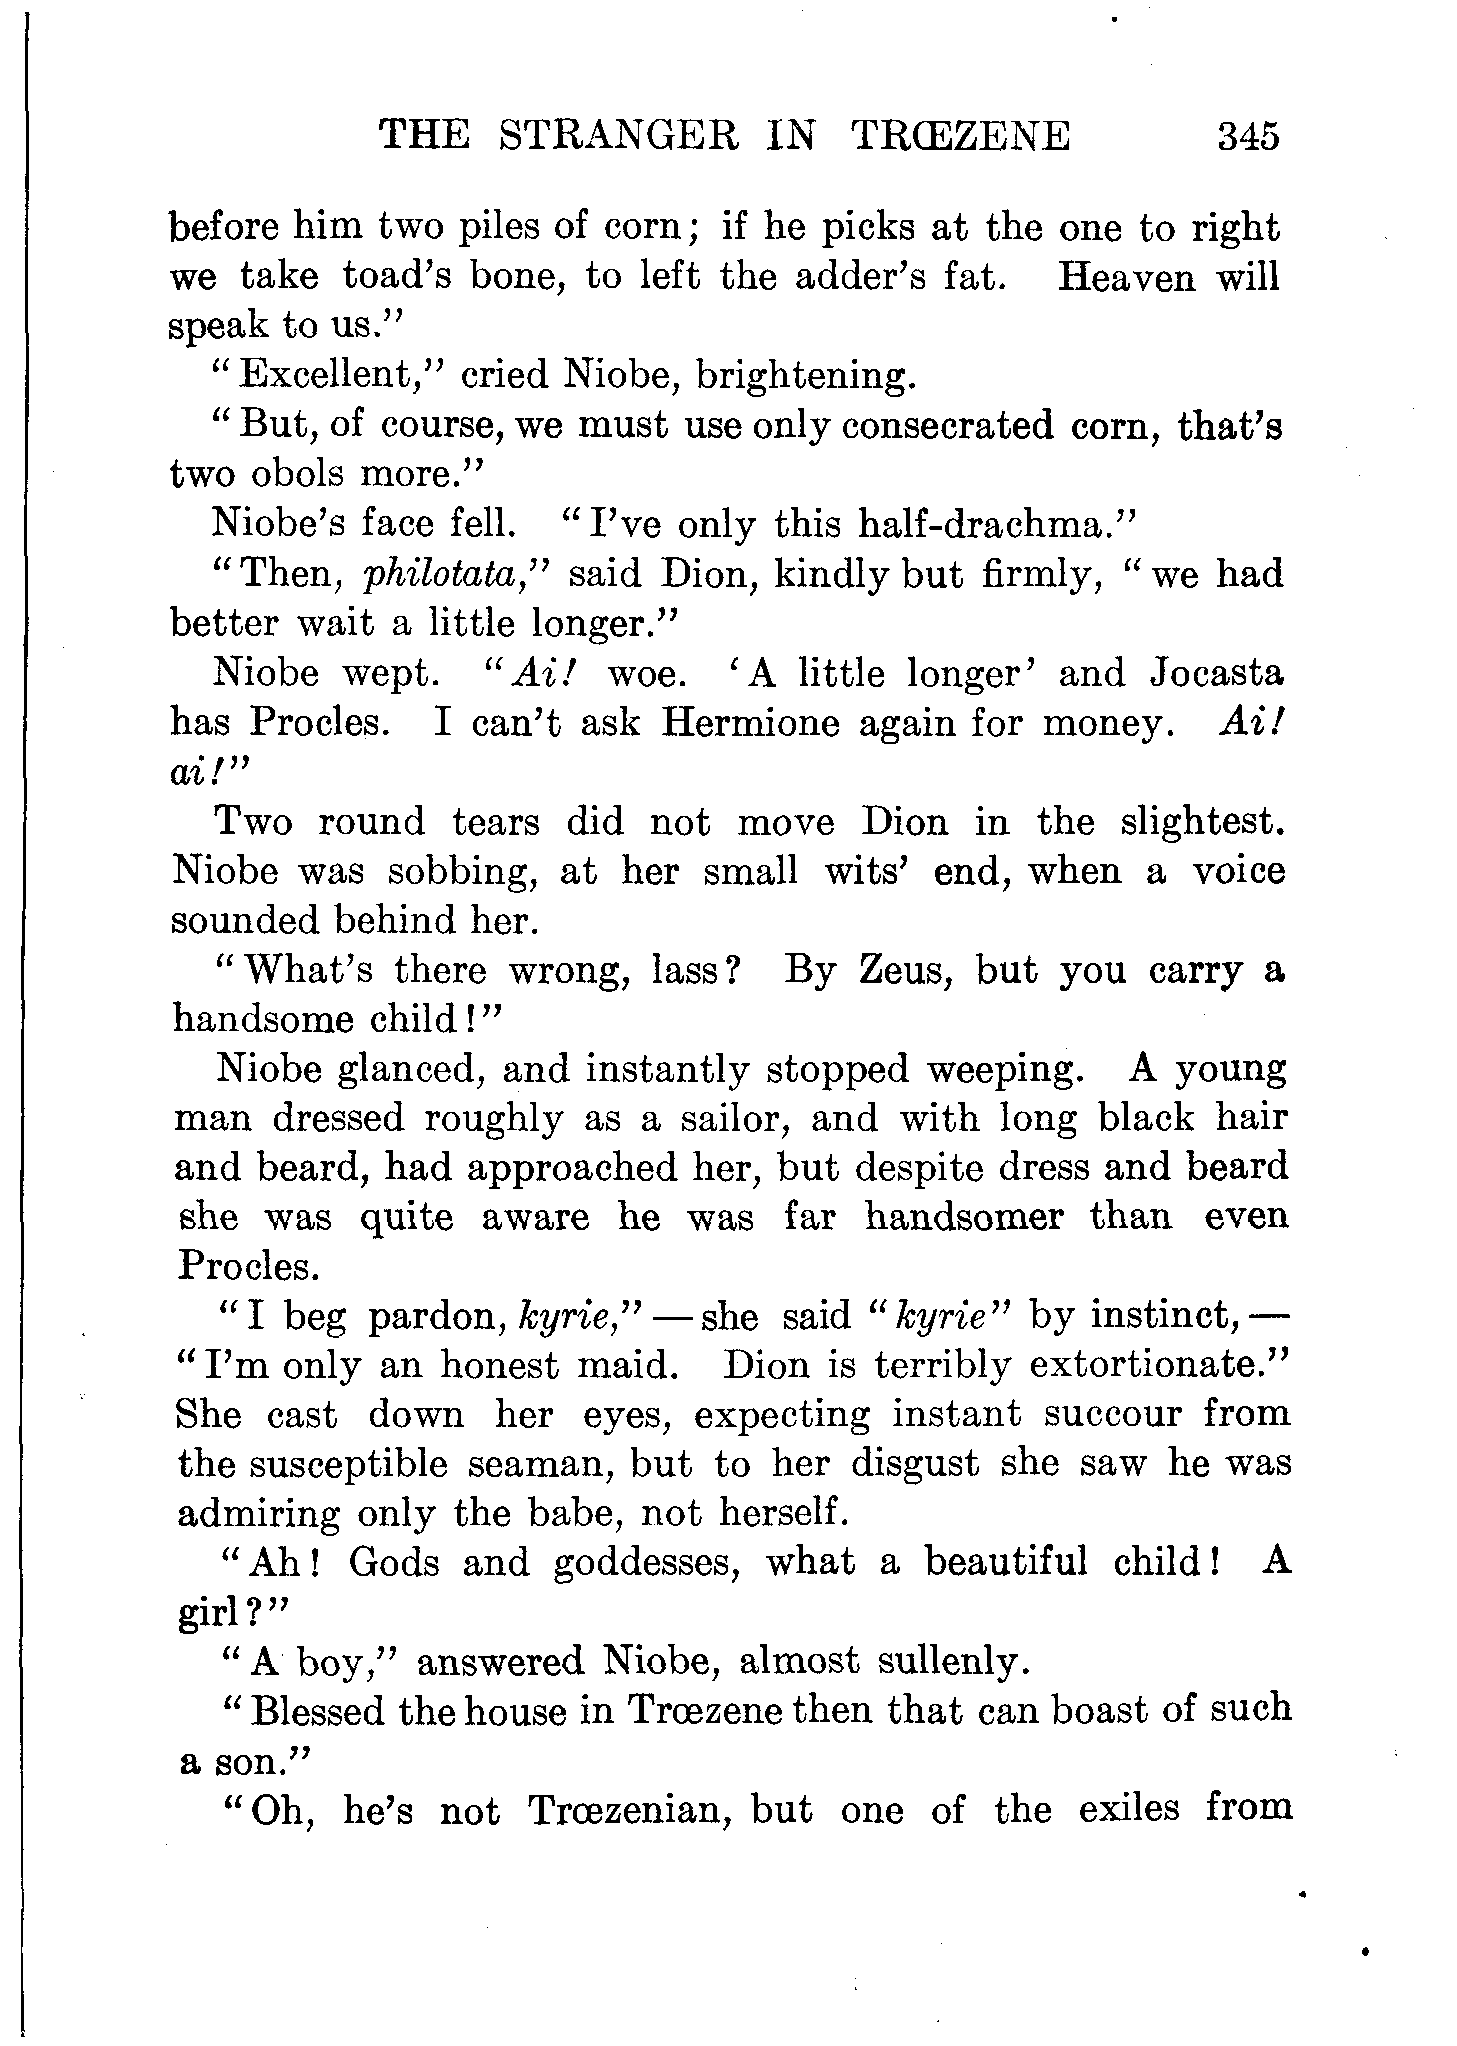 THE STRANGER IN TRŒZENE 345
before him two piles of corn; if he picks at the one to right
we take toad's bone, to left the adder's fat. Heaven will
speak to us."
"Excellent," cried Niobe, brightening.
"But, of course, we must use only consecrated corn, that's
two obols more."
Niobe's face fell. "I've only this half-drachma."
"Then, philotata," said Dion, kindly but firmly, "we had
better wait a little longer."
Niobe wept. "Ai! woe. 'A little longer' and Jocasta
has Procles. I can't ask Hermione again for money. Ai!
ai!"
Two round tears did not move Dion in the slightest.
Niobe was sobbing, at her small wits' end, when a voice
sounded behind her.
"What's there wrong, lass? By Zeus, but you carry a
handsome child!"
Niobe glanced, and instantly stopped weeping. A young
man dressed roughly as a sailor, and with long black hair
and beard, had approached her, but despite dress and beard
she was quite aware he was far handsomer than even
Procles.
"I beg pardon, kyrie,"—she said "kyrie" by instinct,—
"I'm only an honest maid. Dion is terribly extortionate."
She cast down her eyes, expecting instant succour from
the susceptible seaman, but to her disgust she saw he was
admiring only the babe, not herself.
"Ah! Gods and goddesses, what a beautiful child! A
girl?"
"A boy," answered Niobe, almost sullenly.
"Blessed the house in Trœzene then that can boast of such
a son."
"Oh, he's not Trœzenian, but one of the exiles from